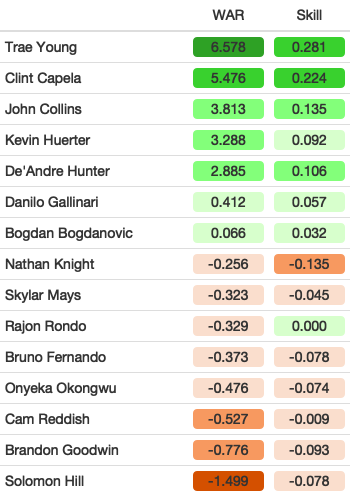 WAR Skill
Trae Young 6.578 0.281
Clint Capela 5.476 0.224
John Collins 3.813 0.135
Kevin Huerter 3.288 0.092
De'Andre Hunter 2.885 0.106
Danilo Gallinari 0.412 0.057
Bogdan Bogdanovic 0.066 0.032
Nathan Knight -0.256 -0.135
Skylar Mays -0.323 -0.045
Rajon Rondo -0.329 0.000
Bruno Fernando -0.373 -0.078
Onyeka Okongwu -0.476 -0.074
Cam Reddish -0.527 -0.009
Brandon Goodwin -0.776 -0.093
Solomon Hill -1.499 -0.078